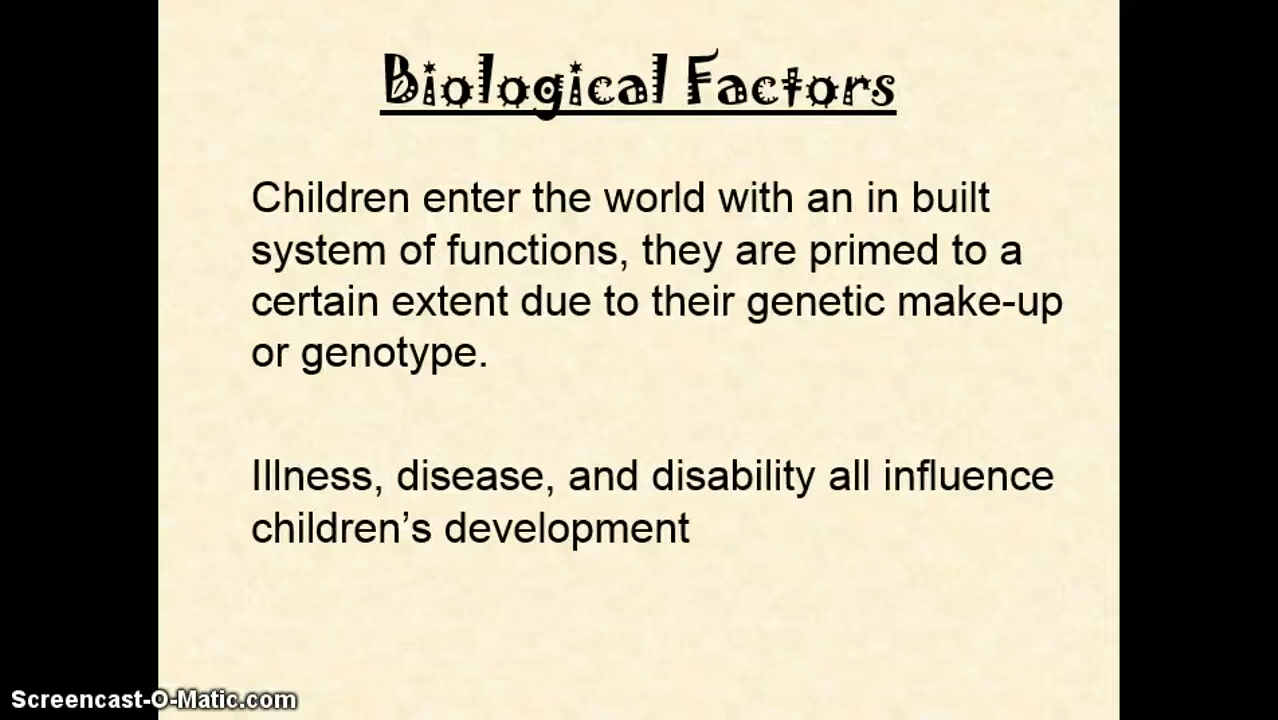 Biological Factors
Children enter the world with an in built
system of functions, they are primed to a
certain extent due to their genetic make-up
or genotype.
Illness, disease, and disability all influence
children’s development
Screencast-O-Matic.com